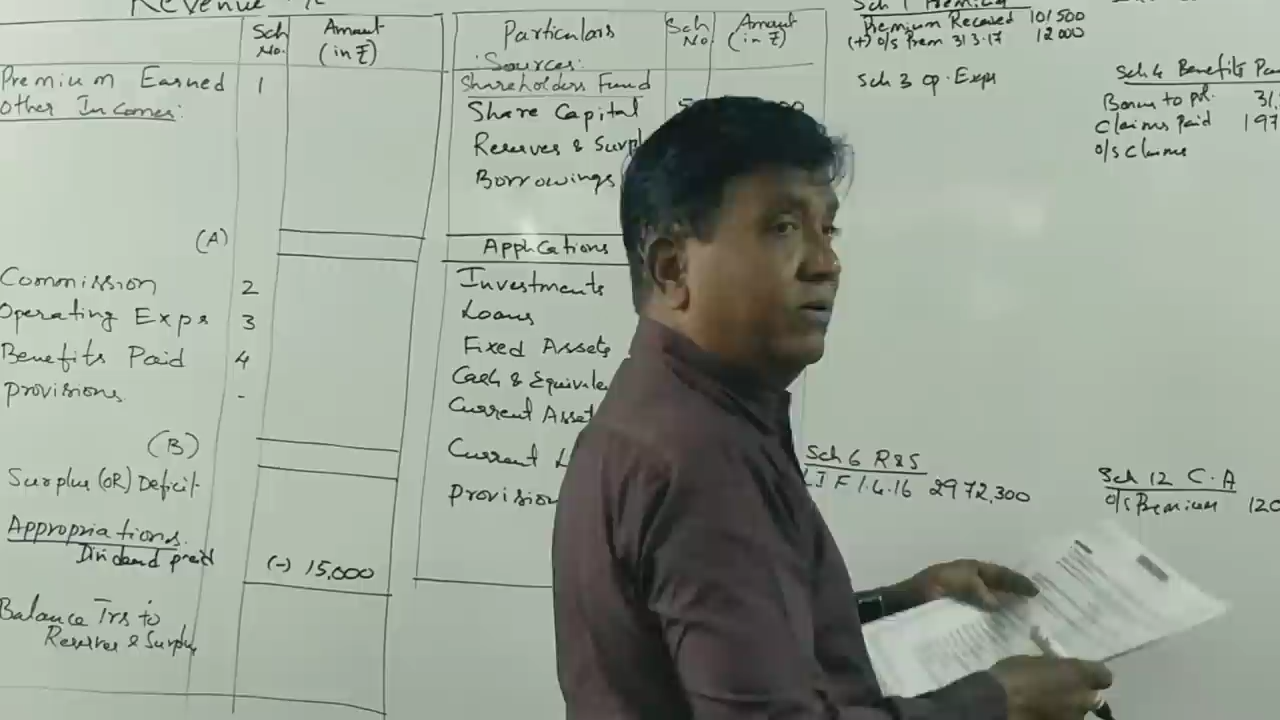 Revenue
Sch No.
Amount (in ₹)
Premium Earned 1
Other Incomes:
(A)
Commission 2
Operating Exps 3
Benefits Paid 4
Provisions -
(B)
Surplus (OR) Deficit
Appropriations.
Dividend paid (-) 15,000
Balance Trs to
Reserves & Surplus
Particulars
Sch No.
Amount (in ₹)
Sources:
Shareholders Fund
Share Capital
Reserves & Surpl
Borrowings
Applications
Investments
Loans
Fixed Assets
Cash & Equivale
Current Asset
Current L
Provision
Premium Received 101500
(+) o/s Prem 31.3.17 12000
Sch 3 op. Exps
Sch 4 Benefits Pa
Bonus to
Claims Paid 197
o/s Claims
Sch 6 R&S
LIF 1.4.16 2972,300
Sch 12 C.A
o/s Premium 120